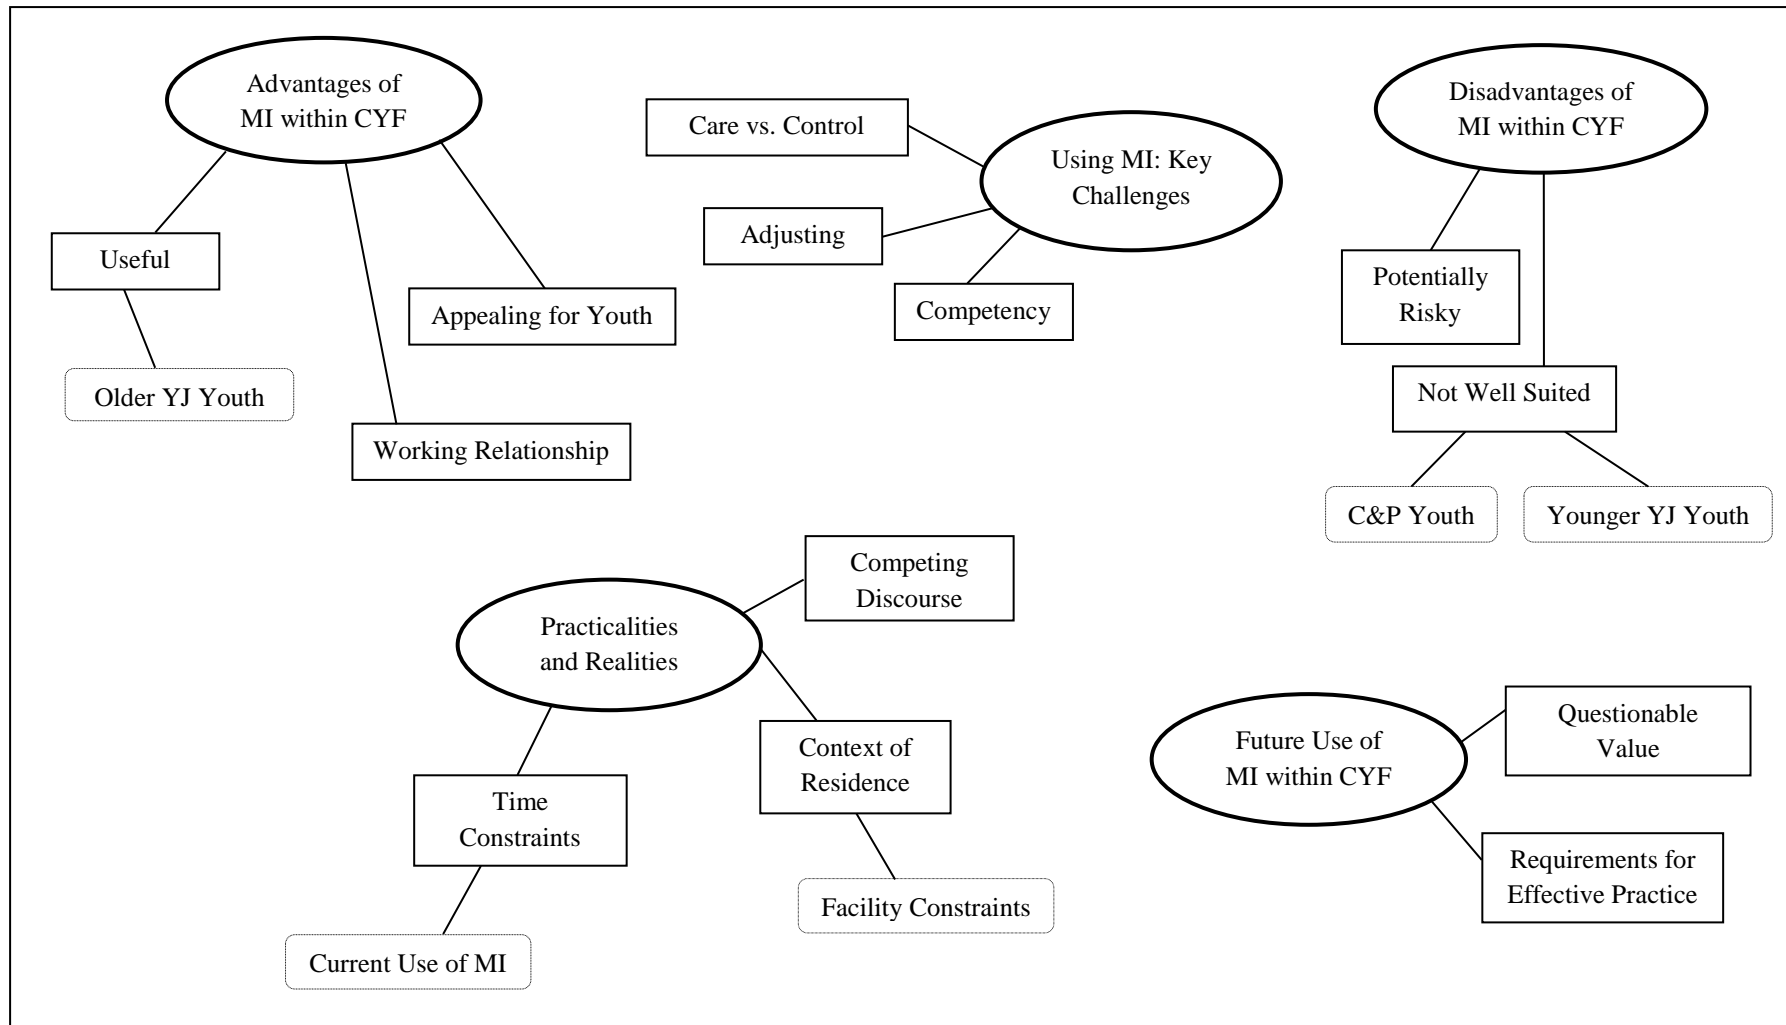 Advantages of
MI within CYF
Useful
Older YJ Youth
Appealing for Youth
Working Relationship
Care vs. Control
Using MI: Key
Challenges
Adjusting
Competency
Disadvantages of
MI within CYF
Potentially
Risky
Not Well Suited
C&P Youth
Younger YJ Youth
Competing
Discourse
Practicalities
and Realities
Context of
Residence
Time
Constraints
Facility Constraints
Current Use of MI
Questionable
Value
Future Use of
MI within CYF
Requirements for
Effective Practice